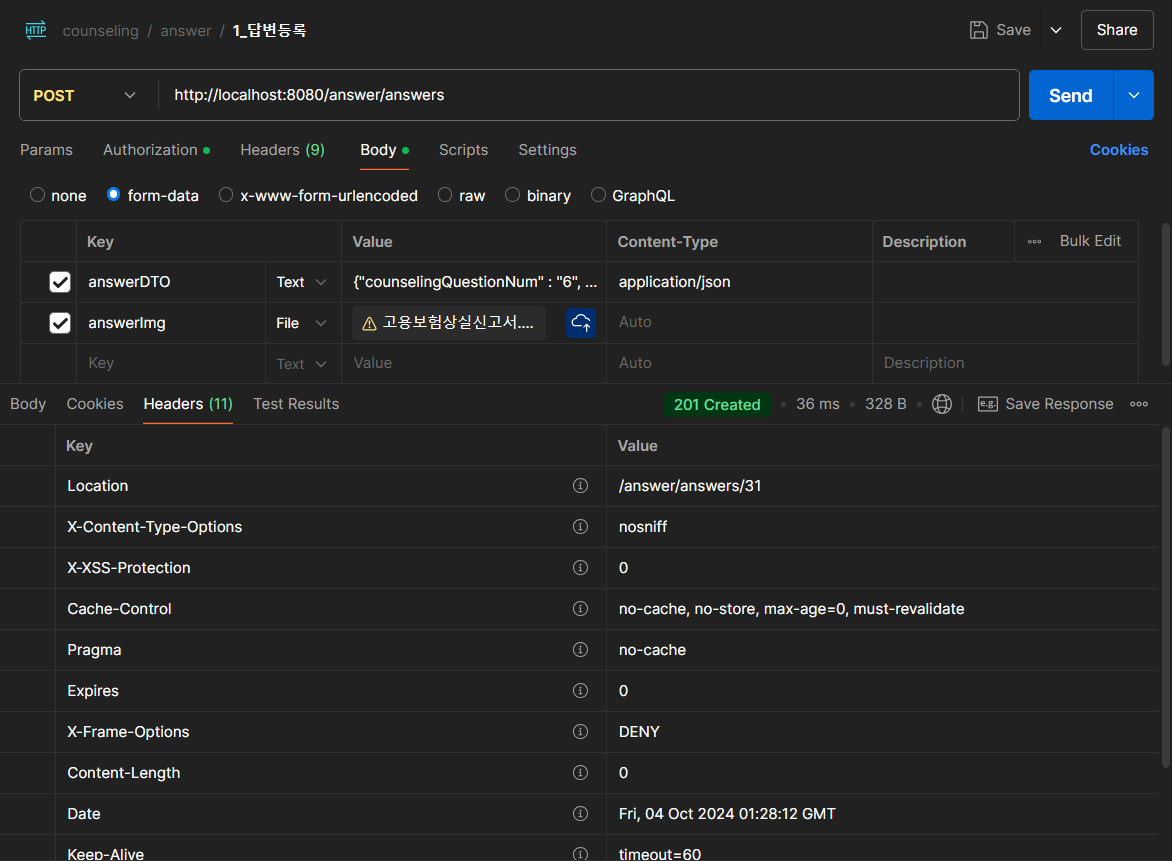 HTTP counseling / answer / 1_답변등록 Save Share
POST http://localhost:8080/answer/answers Send
Params Authorization Headers (9) Body Scripts Settings Cookies
none form-data x-www-form-urlencoded raw binary GraphQL
Key Value Content-Type Description Bulk Edit
answerDTO Text {"counselingQuestionNum" : "6", ... application/json
answerImg File 고용보험상실신고서.... Auto
Key Text Value Auto Description
Body Cookies Headers (11) Test Results 201 Created 36 ms 328 B e.g. Save Response
Key Value
Location /answer/answers/31
X-Content-Type-Options nosniff
X-XSS-Protection 0
Cache-Control no-cache, no-store, max-age=0, must-revalidate
Pragma no-cache
Expires 0
X-Frame-Options DENY
Content-Length 0
Date Fri, 04 Oct 2024 01:28:12 GMT
Keep-Alive timeout=60